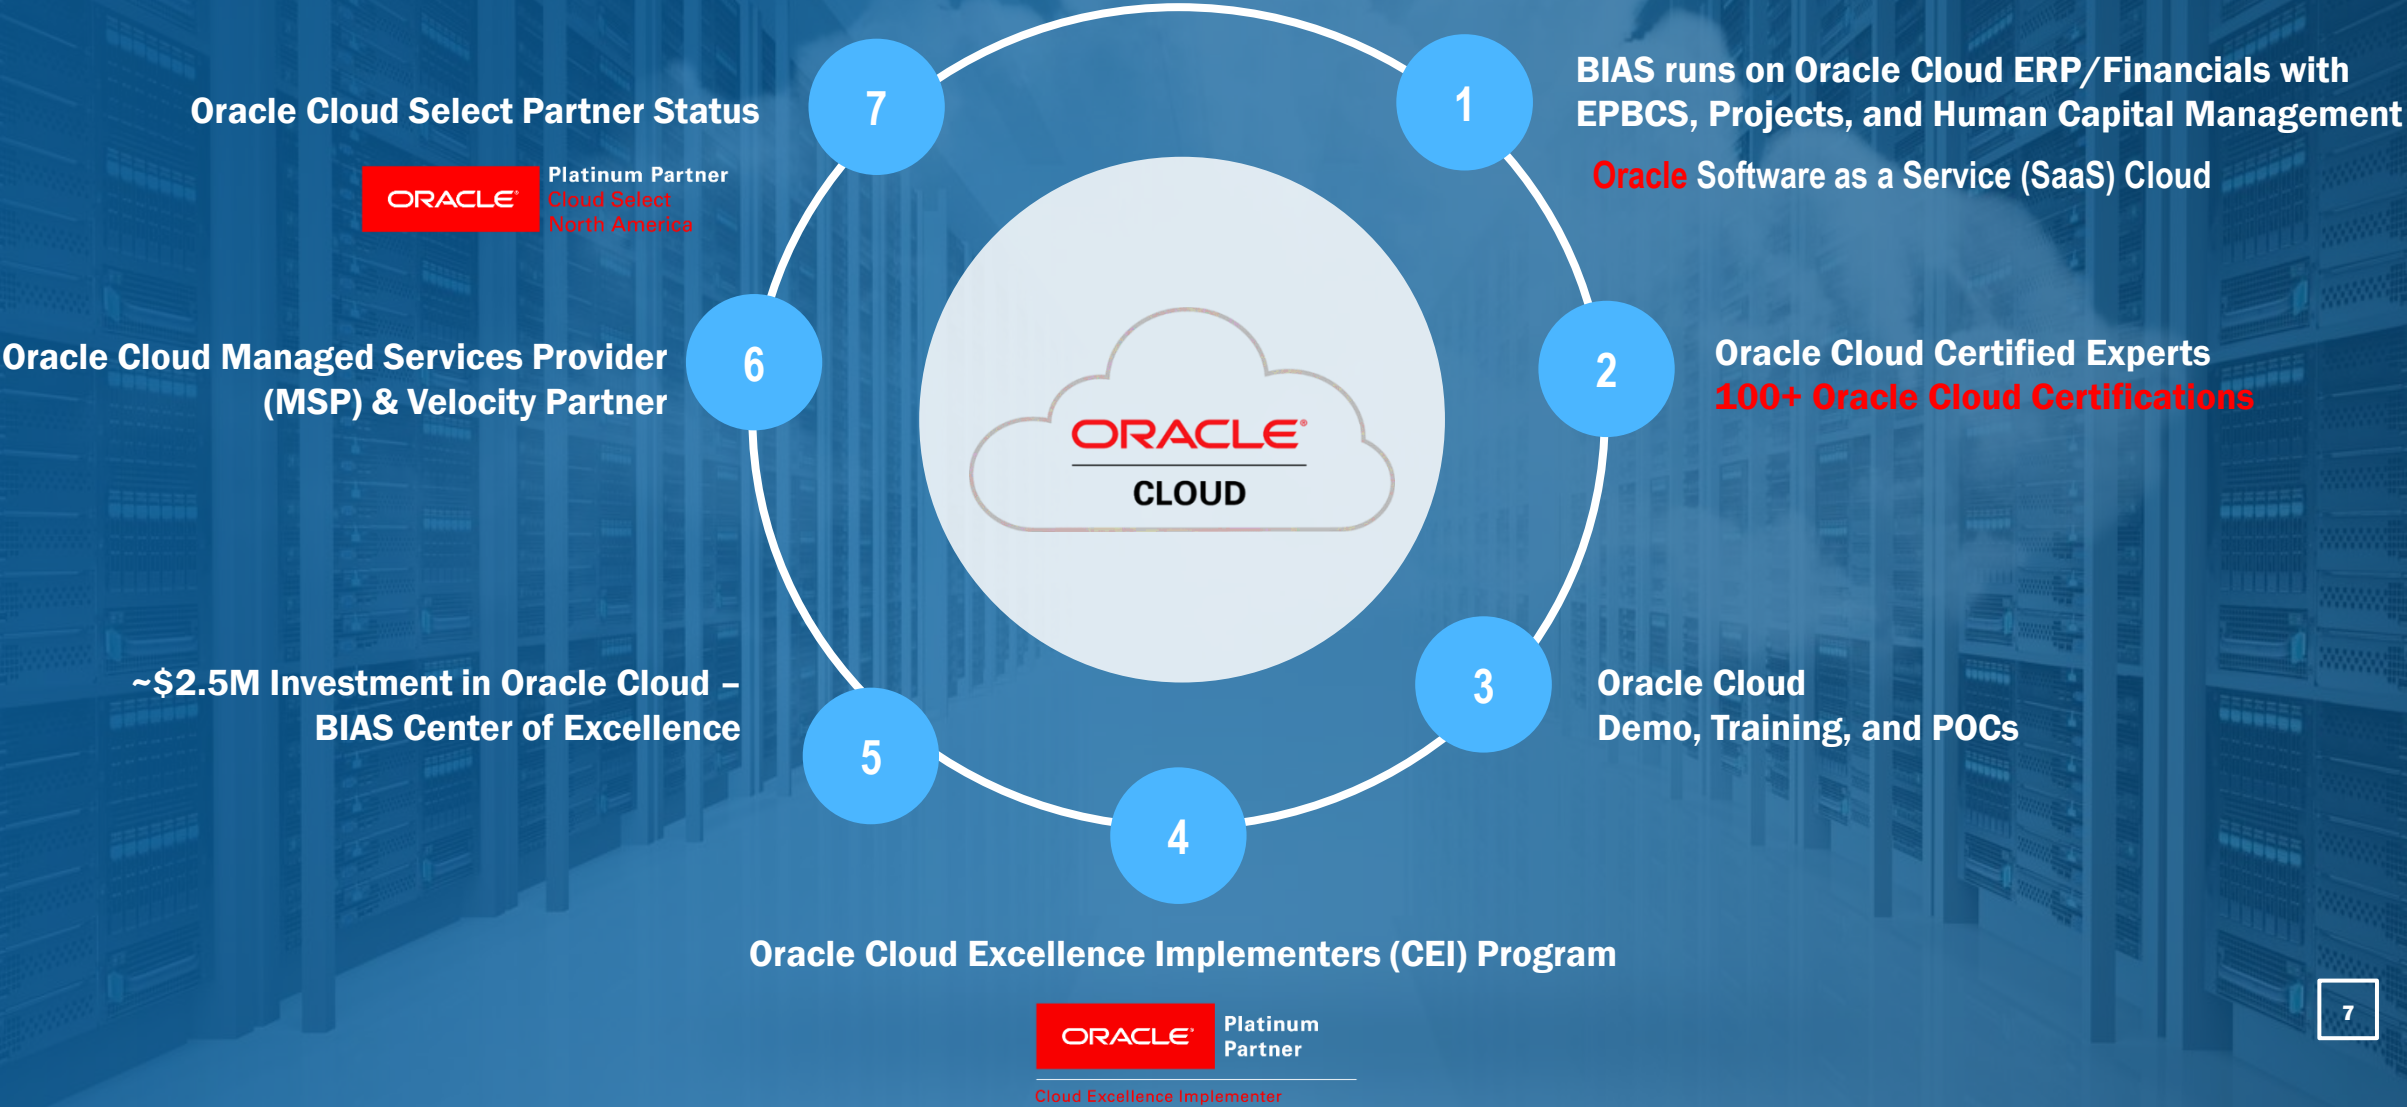 7
Oracle Cloud Select Partner Status
ORACLE®
Platinum Partner
Cloud Select
North America
1
BIAS runs on Oracle Cloud ERP/Financials with
EPBCS, Projects, and Human Capital Management
Oracle Software as a Service (SaaS) Cloud
6
Oracle Cloud Managed Services Provider
(MSP) & Velocity Partner
ORACLE®
CLOUD
2
Oracle Cloud Certified Experts
100+ Oracle Cloud Certifications
5
~$2.5M Investment in Oracle Cloud –
BIAS Center of Excellence
3
Oracle Cloud
Demo, Training, and POCs
4
Oracle Cloud Excellence Implementers (CEI) Program
ORACLE®
Platinum
Partner
Cloud Excellence Implementer
7